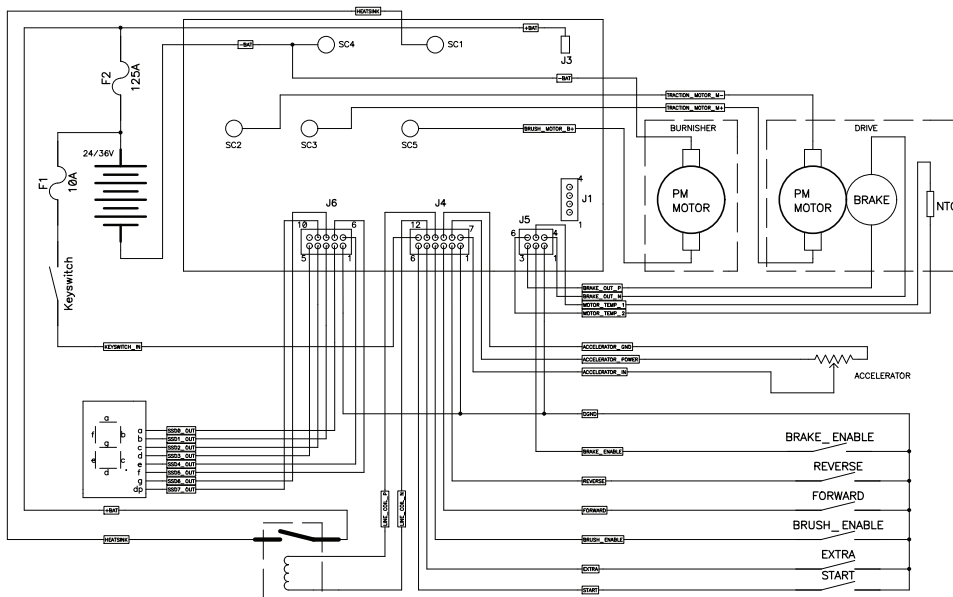 HEATSINK
+BAT
-BAT
SC4
SC1
J3
F2
125A
-BAT
TRACTION_MOTOR_M-
TRACTION_MOTOR_M+
SC2
SC3
SC5
BRUSH_MOTOR_B+
BURNISHER
DRIVE
24/36V
F1
10A
4
J1
1
PM
MOTOR
PM
MOTOR
BRAKE
NTC
J6
J4
J5
10
6
12
7
6
4
5
1
6
1
3
1
Keyswitch
BRAKE_OUT_P
BRAKE_OUT_N
MOTOR_TEMP_1
MOTOR_TEMP_2
KEYSWITCH_IN
ACCELERATOR_GND
ACCELERATOR_POWER
ACCELERATOR_IN
ACCELERATOR
DGND
a
f
b
g
e
c
d
a SSD0_OUT
b SSD1_OUT
c SSD2_OUT
d SSD3_OUT
e SSD4_OUT
f SSD5_OUT
g SSD6_OUT
dp SSD7_OUT
BRAKE_ENABLE
BRAKE_ENABLE
REVERSE
REVERSE
FORWARD
FORWARD
BRUSH_ENABLE
BRUSH_ENABLE
EXTRA
EXTRA
START
START
LINE_COIL_P
LINE_COIL_N
+BAT
HEATSINK